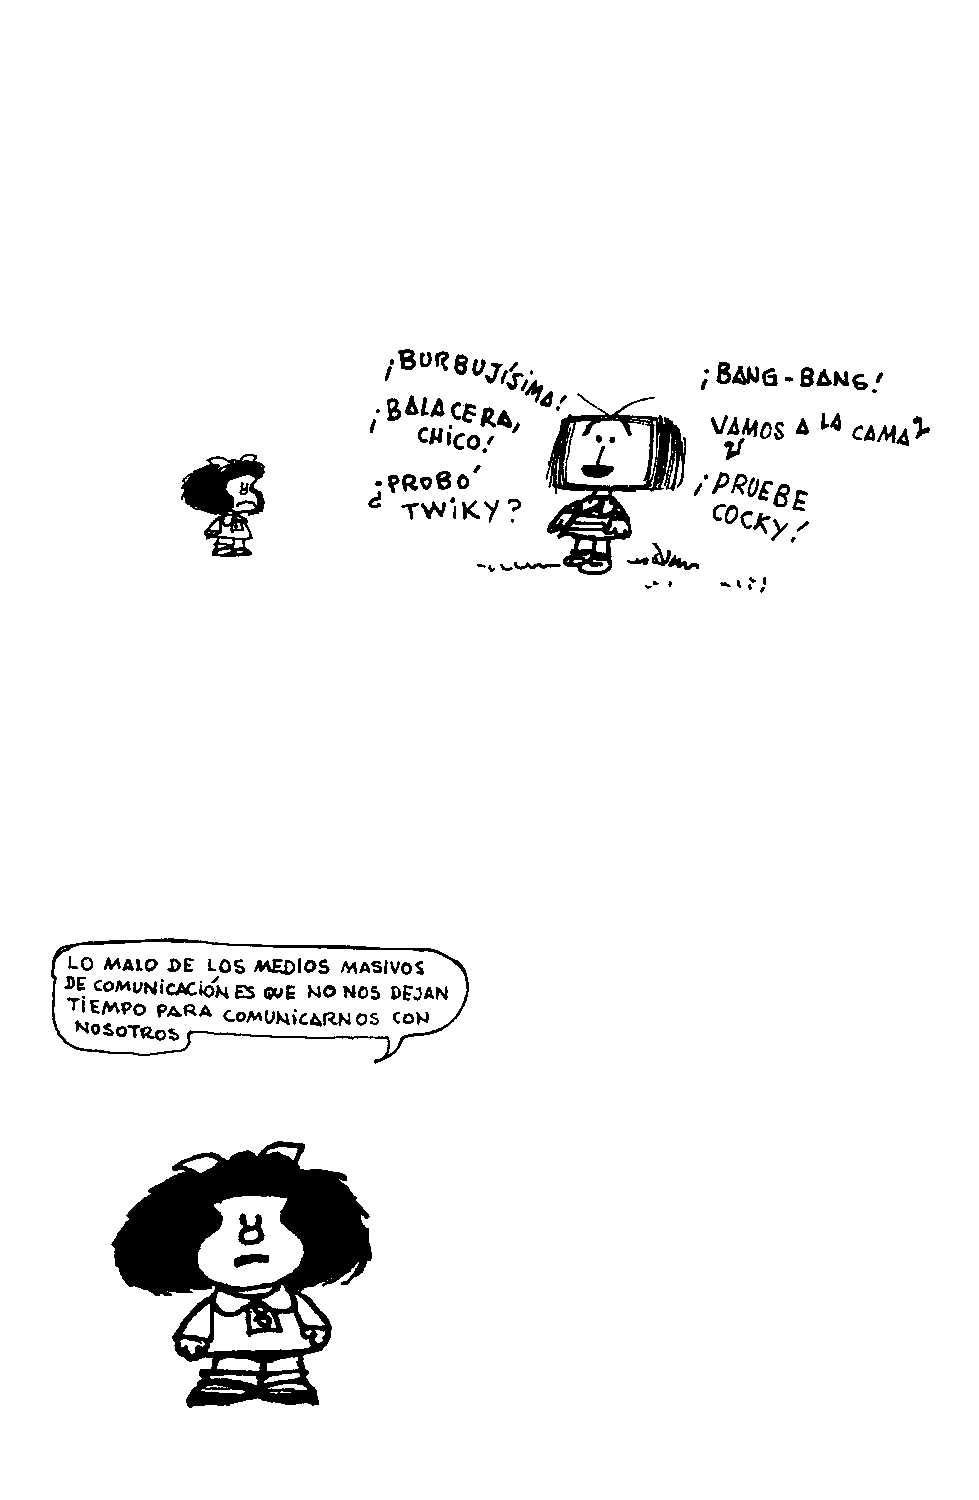 ¡BURBUJÍSIMA!
¡BALACERA,
CHICO!
¿PROBÓ
TWIKY?
¡BANG-BANG!
VAMOS A LA CAMA
¡PRUEBE
COCKY!
LO MALO DE LOS MEDIOS MASIVOS
DE COMUNICACIÓN ES QUE NO NOS DEJAN
TIEMPO PARA COMUNICARNOS CON
NOSOTROS